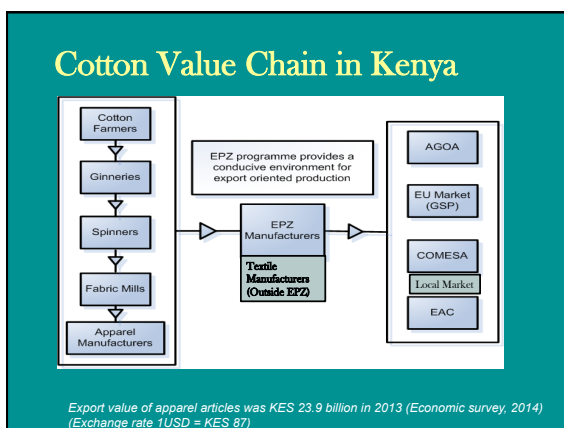 Cotton Value Chain in Kenya
Cotton
Farmers
Ginneries
Spinners
Fabric Mills
Apparel
Manufacturers
EPZ programme provides a
conducive environment for
export oriented production
EPZ
Manufacturers
Textile
Manufacturers
(Outside EPZ)
AGOA
EU Market
(GSP)
COMESA
Local Market
EAC
Export value of apparel articles was KES 23.9 billion in 2013 (Economic survey, 2014)
(Exchange rate 1USD = KES 87)